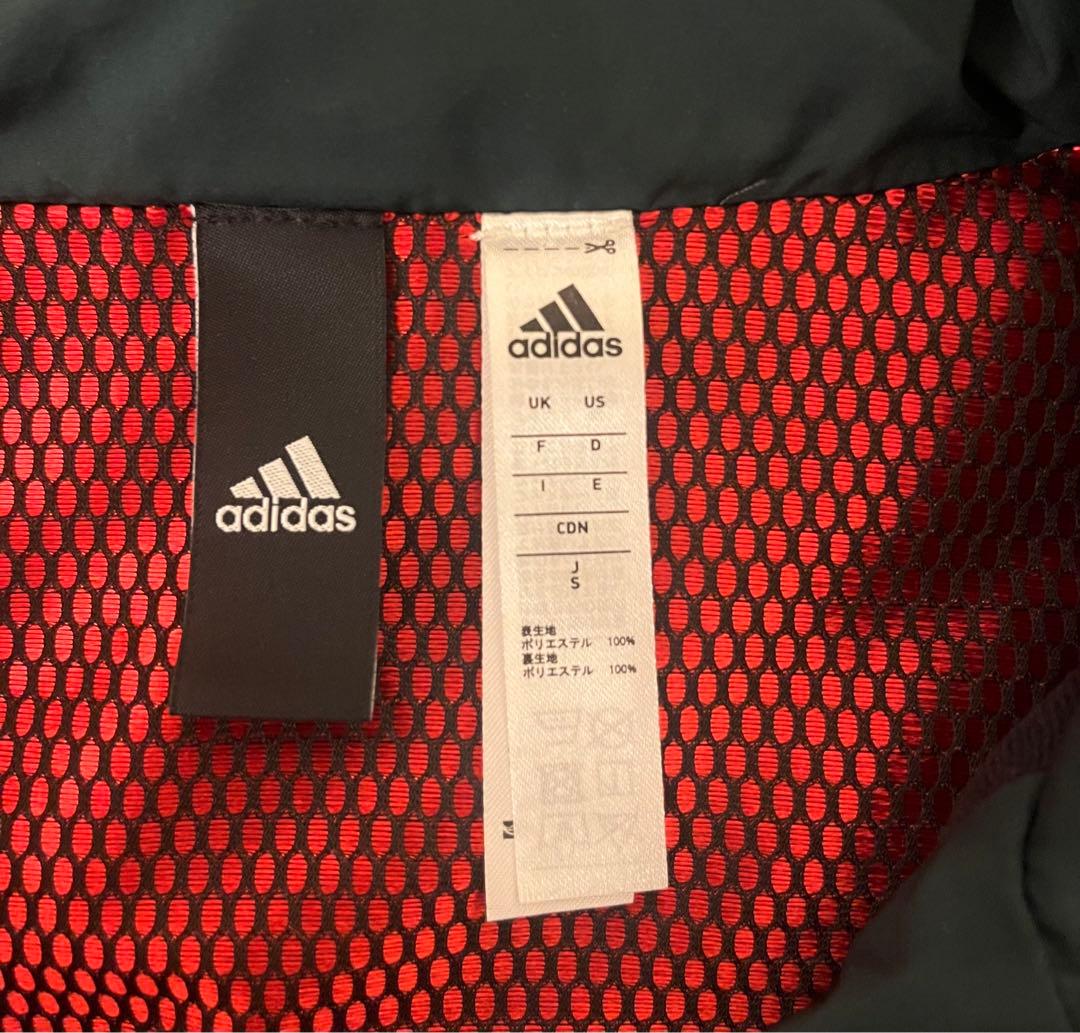 adidas
adidas
UK US
F D
I E
CDN
J
S
表生地
ポリエステル 100%
裏生地
ポリエステル 100%